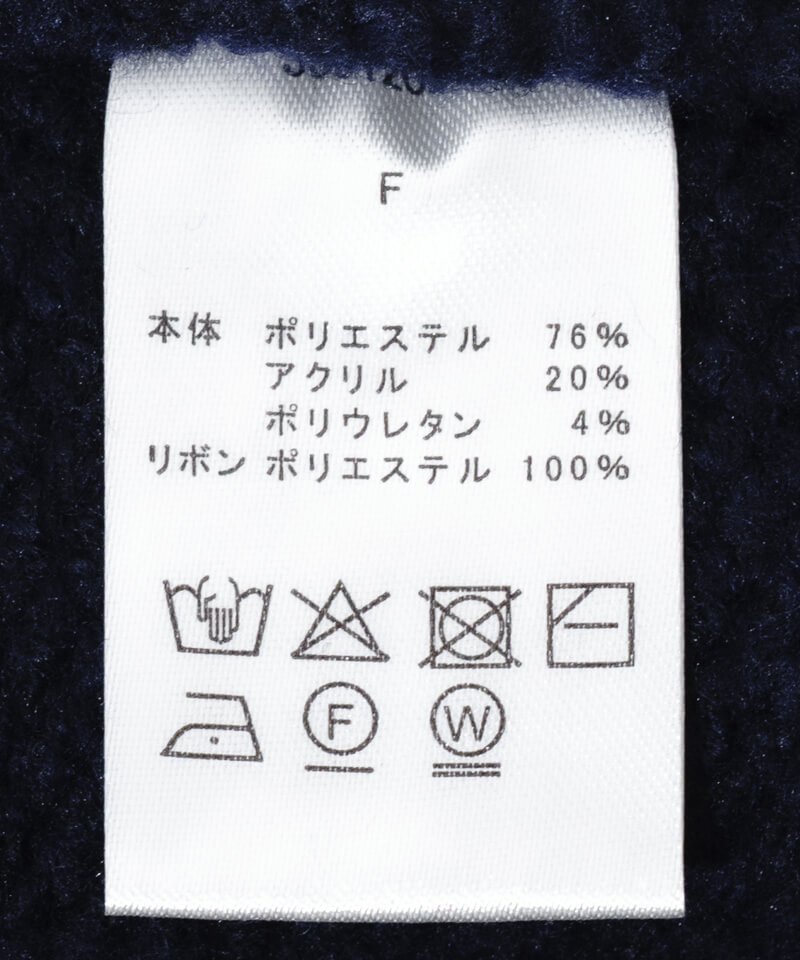 F
本体 ポリエステル 76%
アクリル 20%
ポリウレタン 4%
リボン ポリエステル 100%
F W